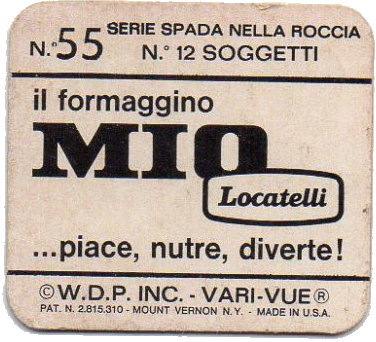 N.º 55 SERIE SPADA NELLA ROCCIA
N.º 12 SOGGETTI
il formaggino
MIO
Locatelli
...piace, nutre, diverte!
© W.D.P. INC. - VARI-VUE ®
PAT. N. 2.815.310 - MOUNT VERNON N.Y. - MADE IN U.S.A.